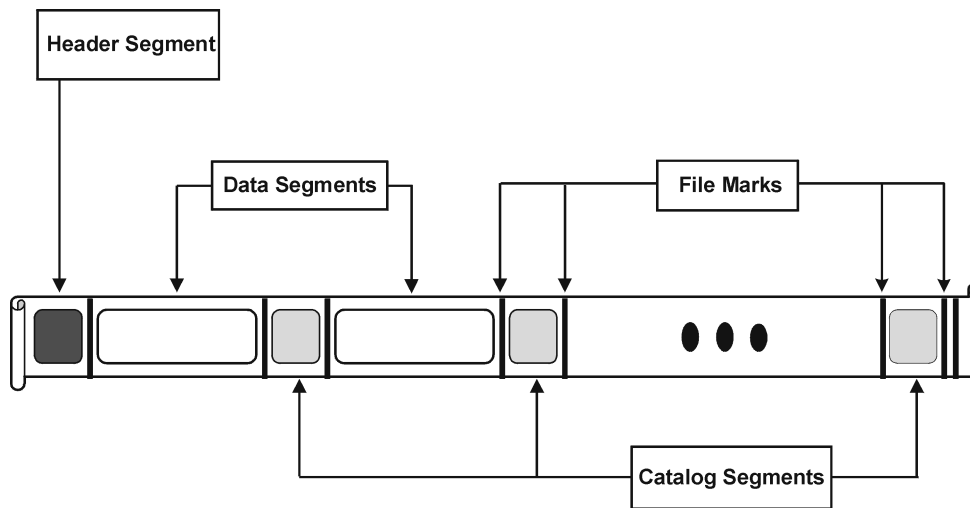 Header Segment
Data Segments
File Marks
Catalog Segments